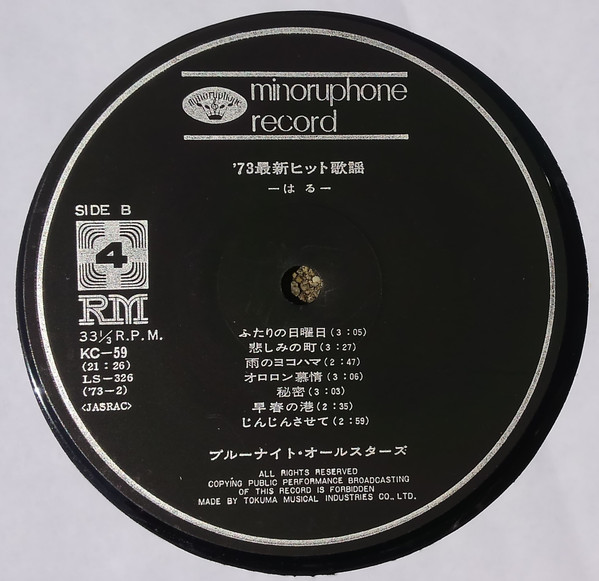 minoruphone
minoruphone
record
'73最新ヒット歌謡
ーはるー
SIDE B
4
RM
33⅓ R.P.M.
KC-59
(21:26)
LS-326
('73-2)
<JASRAC>
ふたりの日曜日(3:05)
悲しみの町(3:27)
雨のヨコハマ(2:47)
オロロン慕情(3:06)
秘密(3:03)
早春の港(2:35)
じんじんさせて(2:59)
ブルーナイト・オールスターズ
ALL RIGHTS RESERVED
COPYING PUBLIC PERFORMANCE BROADCASTING
OF THIS RECORD IS FORBIDDEN
MADE BY TOKUMA MUSICAL INDUSTRIES CO., LTD.